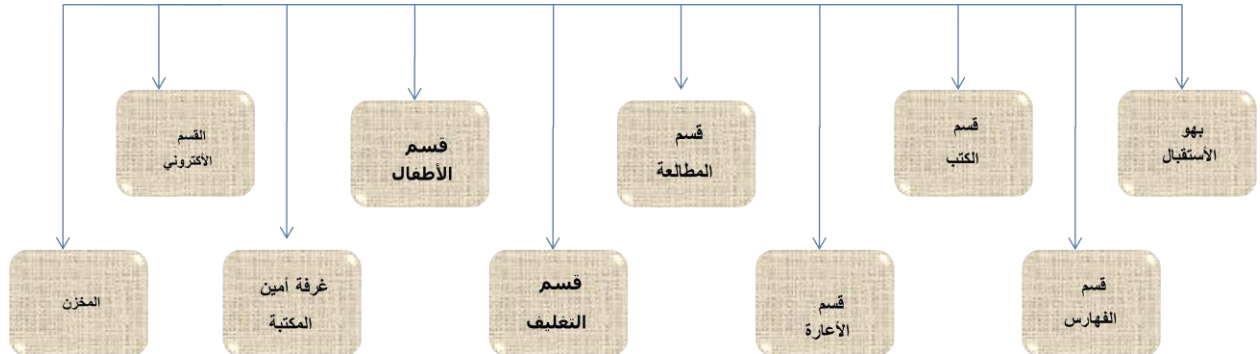 بهو
الأستقبال
قسم
الكتب
قسم
المطالعة
قسم
الأطفال
القسم
الأكتروني
قسم
الفهارس
قسم
الأعارة
قسم
التغليف
غرفة أمين
المكتبة
المخزن